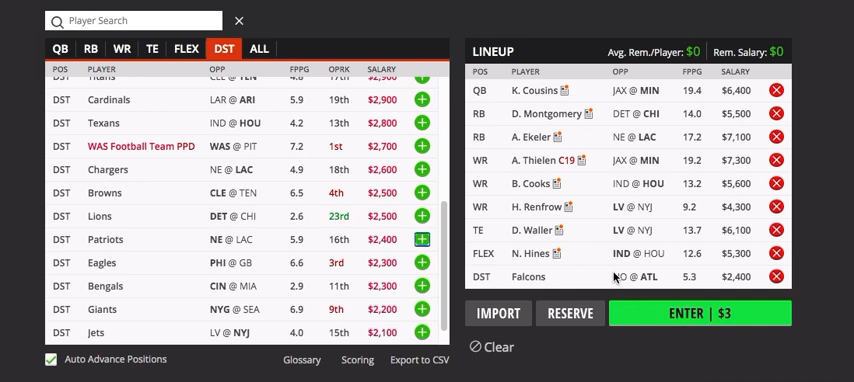 Player Search
QB RB WR TE FLEX DST ALL
POS PLAYER OPP FPPG OPRK SALARY
DST Titans CLE @ TEN 4.8 17th $2,900
DST Cardinals LAR @ ARI 5.9 19th $2,900
DST Texans IND @ HOU 4.2 13th $2,800
DST WAS Football Team PPD WAS @ PIT 7.2 1st $2,700
DST Chargers NE @ LAC 4.9 18th $2,600
DST Browns CLE @ TEN 6.5 4th $2,500
DST Lions DET @ CHI 2.6 23rd $2,500
DST Patriots NE @ LAC 5.9 16th $2,400
DST Eagles PHI @ GB 6.6 3rd $2,300
DST Bengals CIN @ MIA 2.9 11th $2,300
DST Giants NYG @ SEA 6.9 9th $2,200
DST Jets LV @ NYJ 4.0 15th $2,100
Auto Advance Positions Glossary Scoring Export to CSV
LINEUP Avg. Rem./Player: $0 Rem. Salary: $0
POS PLAYER OPP FPPG SALARY
QB K. Cousins JAX @ MIN 19.4 $6,400
RB D. Montgomery DET @ CHI 14.0 $5,500
RB A. Ekeler NE @ LAC 17.2 $7,100
WR A. Thielen C19 JAX @ MIN 19.2 $7,300
WR B. Cooks IND @ HOU 13.2 $5,600
WR H. Renfrow LV @ NYJ 9.2 $4,300
TE D. Waller LV @ NYJ 13.7 $6,100
FLEX N. Hines IND @ HOU 12.6 $5,300
DST Falcons NO @ ATL 5.3 $2,400
IMPORT RESERVE ENTER | $3
Clear